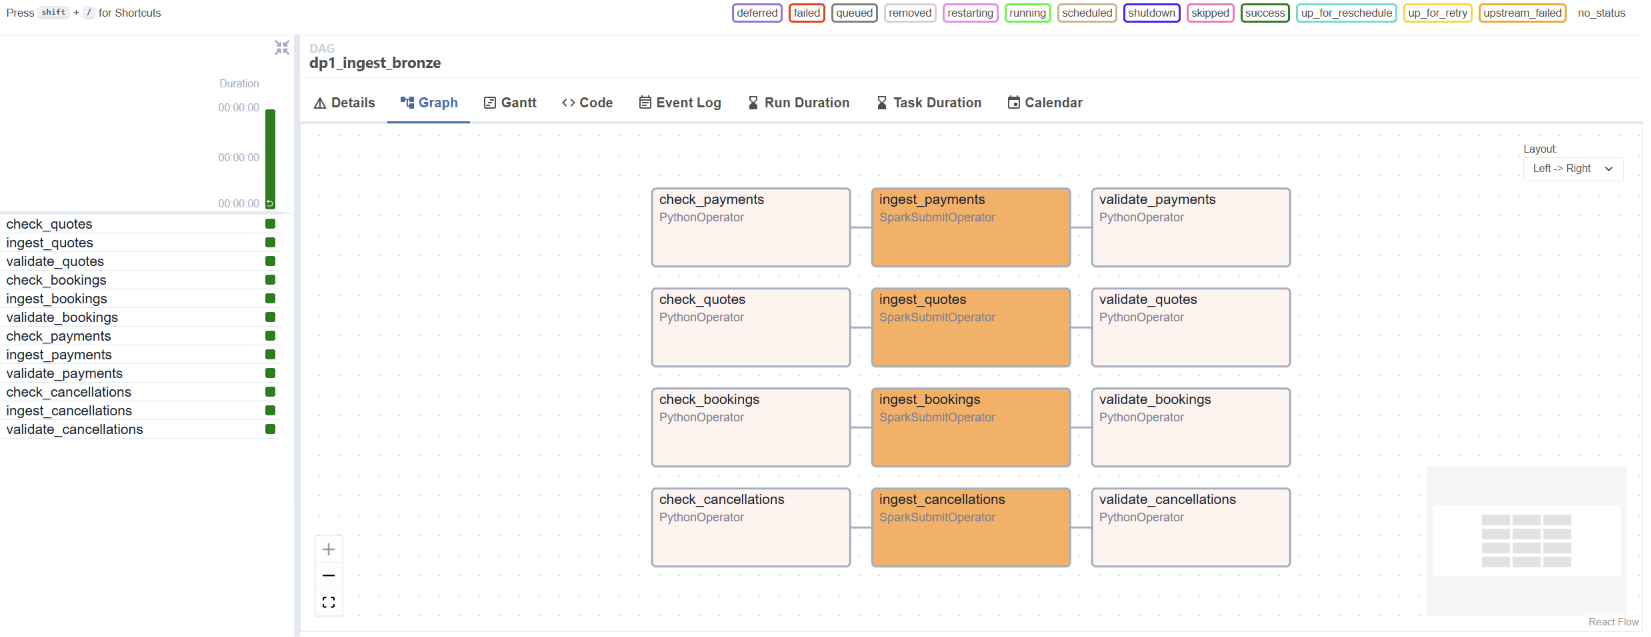 Press shift + / for Shortcuts
deferred failed queued removed restarting running scheduled shutdown skipped success up_for_reschedule up_for_retry upstream_failed no_status
DAG
dp1_ingest_bronze
Details Graph Gantt Code Event Log Run Duration Task Duration Calendar
Duration
00:00:00
00:00:00
00:00:00
check_quotes
ingest_quotes
validate_quotes
check_bookings
ingest_bookings
validate_bookings
check_payments
ingest_payments
validate_payments
check_cancellations
ingest_cancellations
validate_cancellations
Layout:
Left -> Right
check_payments ingest_payments validate_payments
PythonOperator SparkSubmitOperator PythonOperator
check_quotes ingest_quotes validate_quotes
PythonOperator SparkSubmitOperator PythonOperator
check_bookings ingest_bookings validate_bookings
PythonOperator SparkSubmitOperator PythonOperator
check_cancellations ingest_cancellations validate_cancellations
PythonOperator SparkSubmitOperator PythonOperator
React Flow